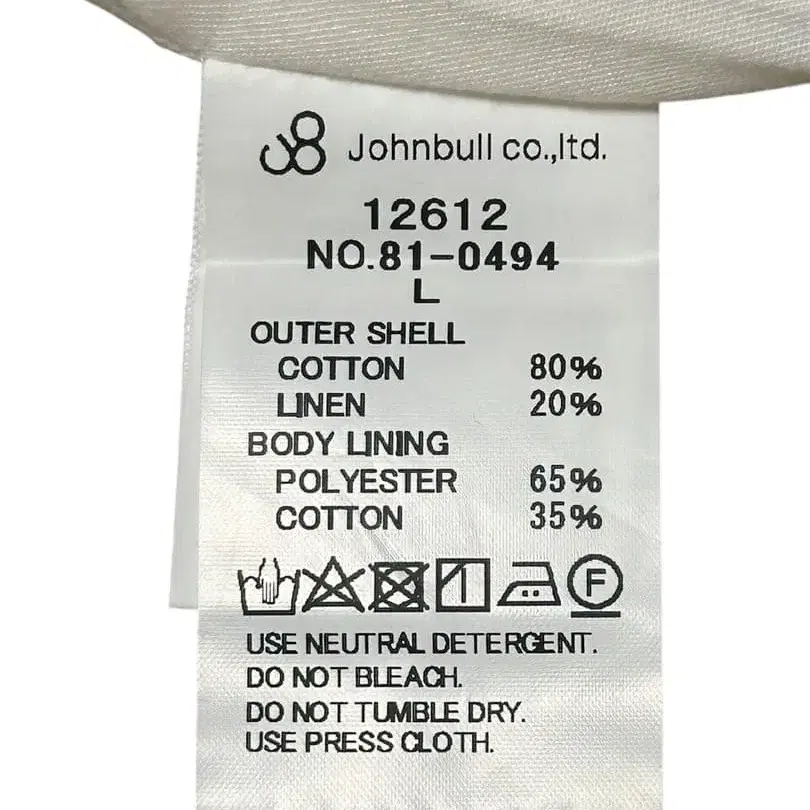 Johnbull co.,ltd.
12612
NO.81-0494
L
OUTER SHELL
COTTON 80%
LINEN 20%
BODY LINING
POLYESTER 65%
COTTON 35%
F
USE NEUTRAL DETERGENT.
DO NOT BLEACH.
DO NOT TUMBLE DRY.
USE PRESS CLOTH.